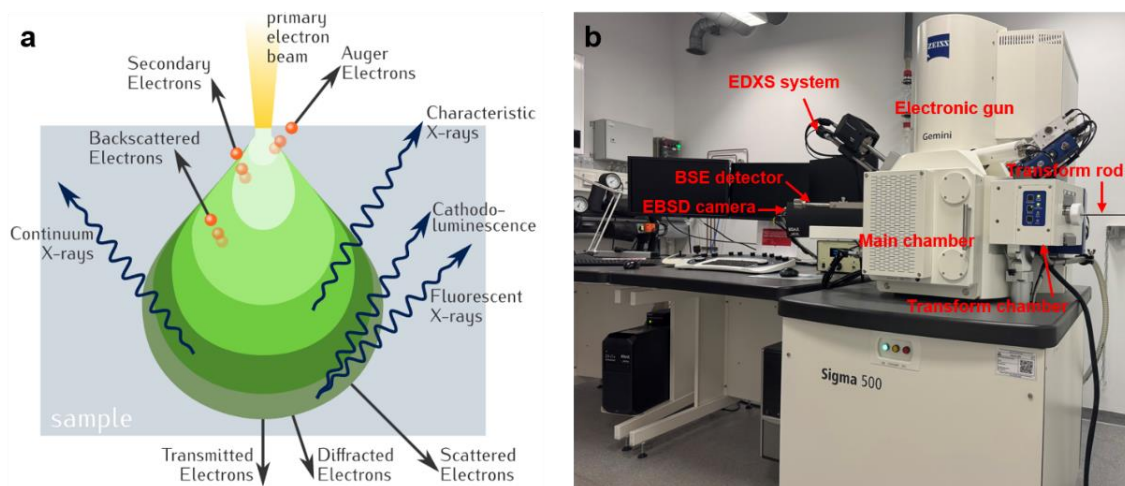 a
primary
electron
beam
Auger
Electrons
Secondary
Electrons
Characteristic
X-rays
Backscattered
Electrons
Cathodo-
luminescence
Continuum
X-rays
Fluorescent
X-rays
sample
Transmitted
Electrons
Diffracted
Electrons
Scattered
Electrons
b
ZEISS
EDXS system
Electronic gun
Gemini
Transform rod
BSE detector
EBSD camera
Main chamber
Transform chamber
Sigma 500